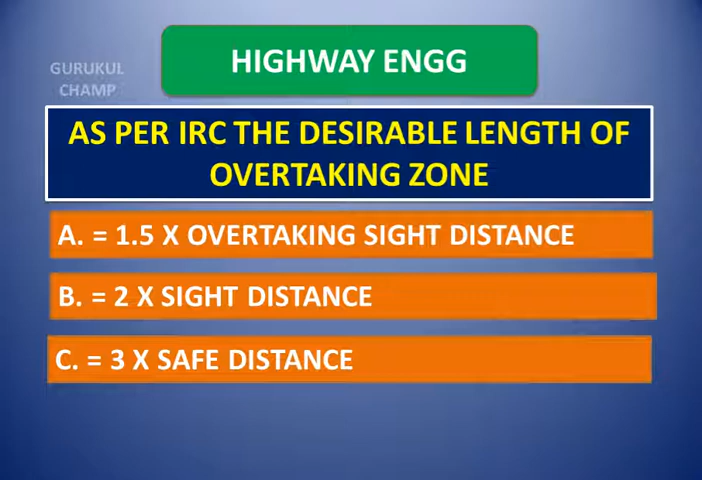 HIGHWAY ENGG
GURUKUL
CHAMP
AS PER IRC THE DESIRABLE LENGTH OF
OVERTAKING ZONE
A. = 1.5 X OVERTAKING SIGHT DISTANCE
B. = 2 X SIGHT DISTANCE
C. = 3 X SAFE DISTANCE